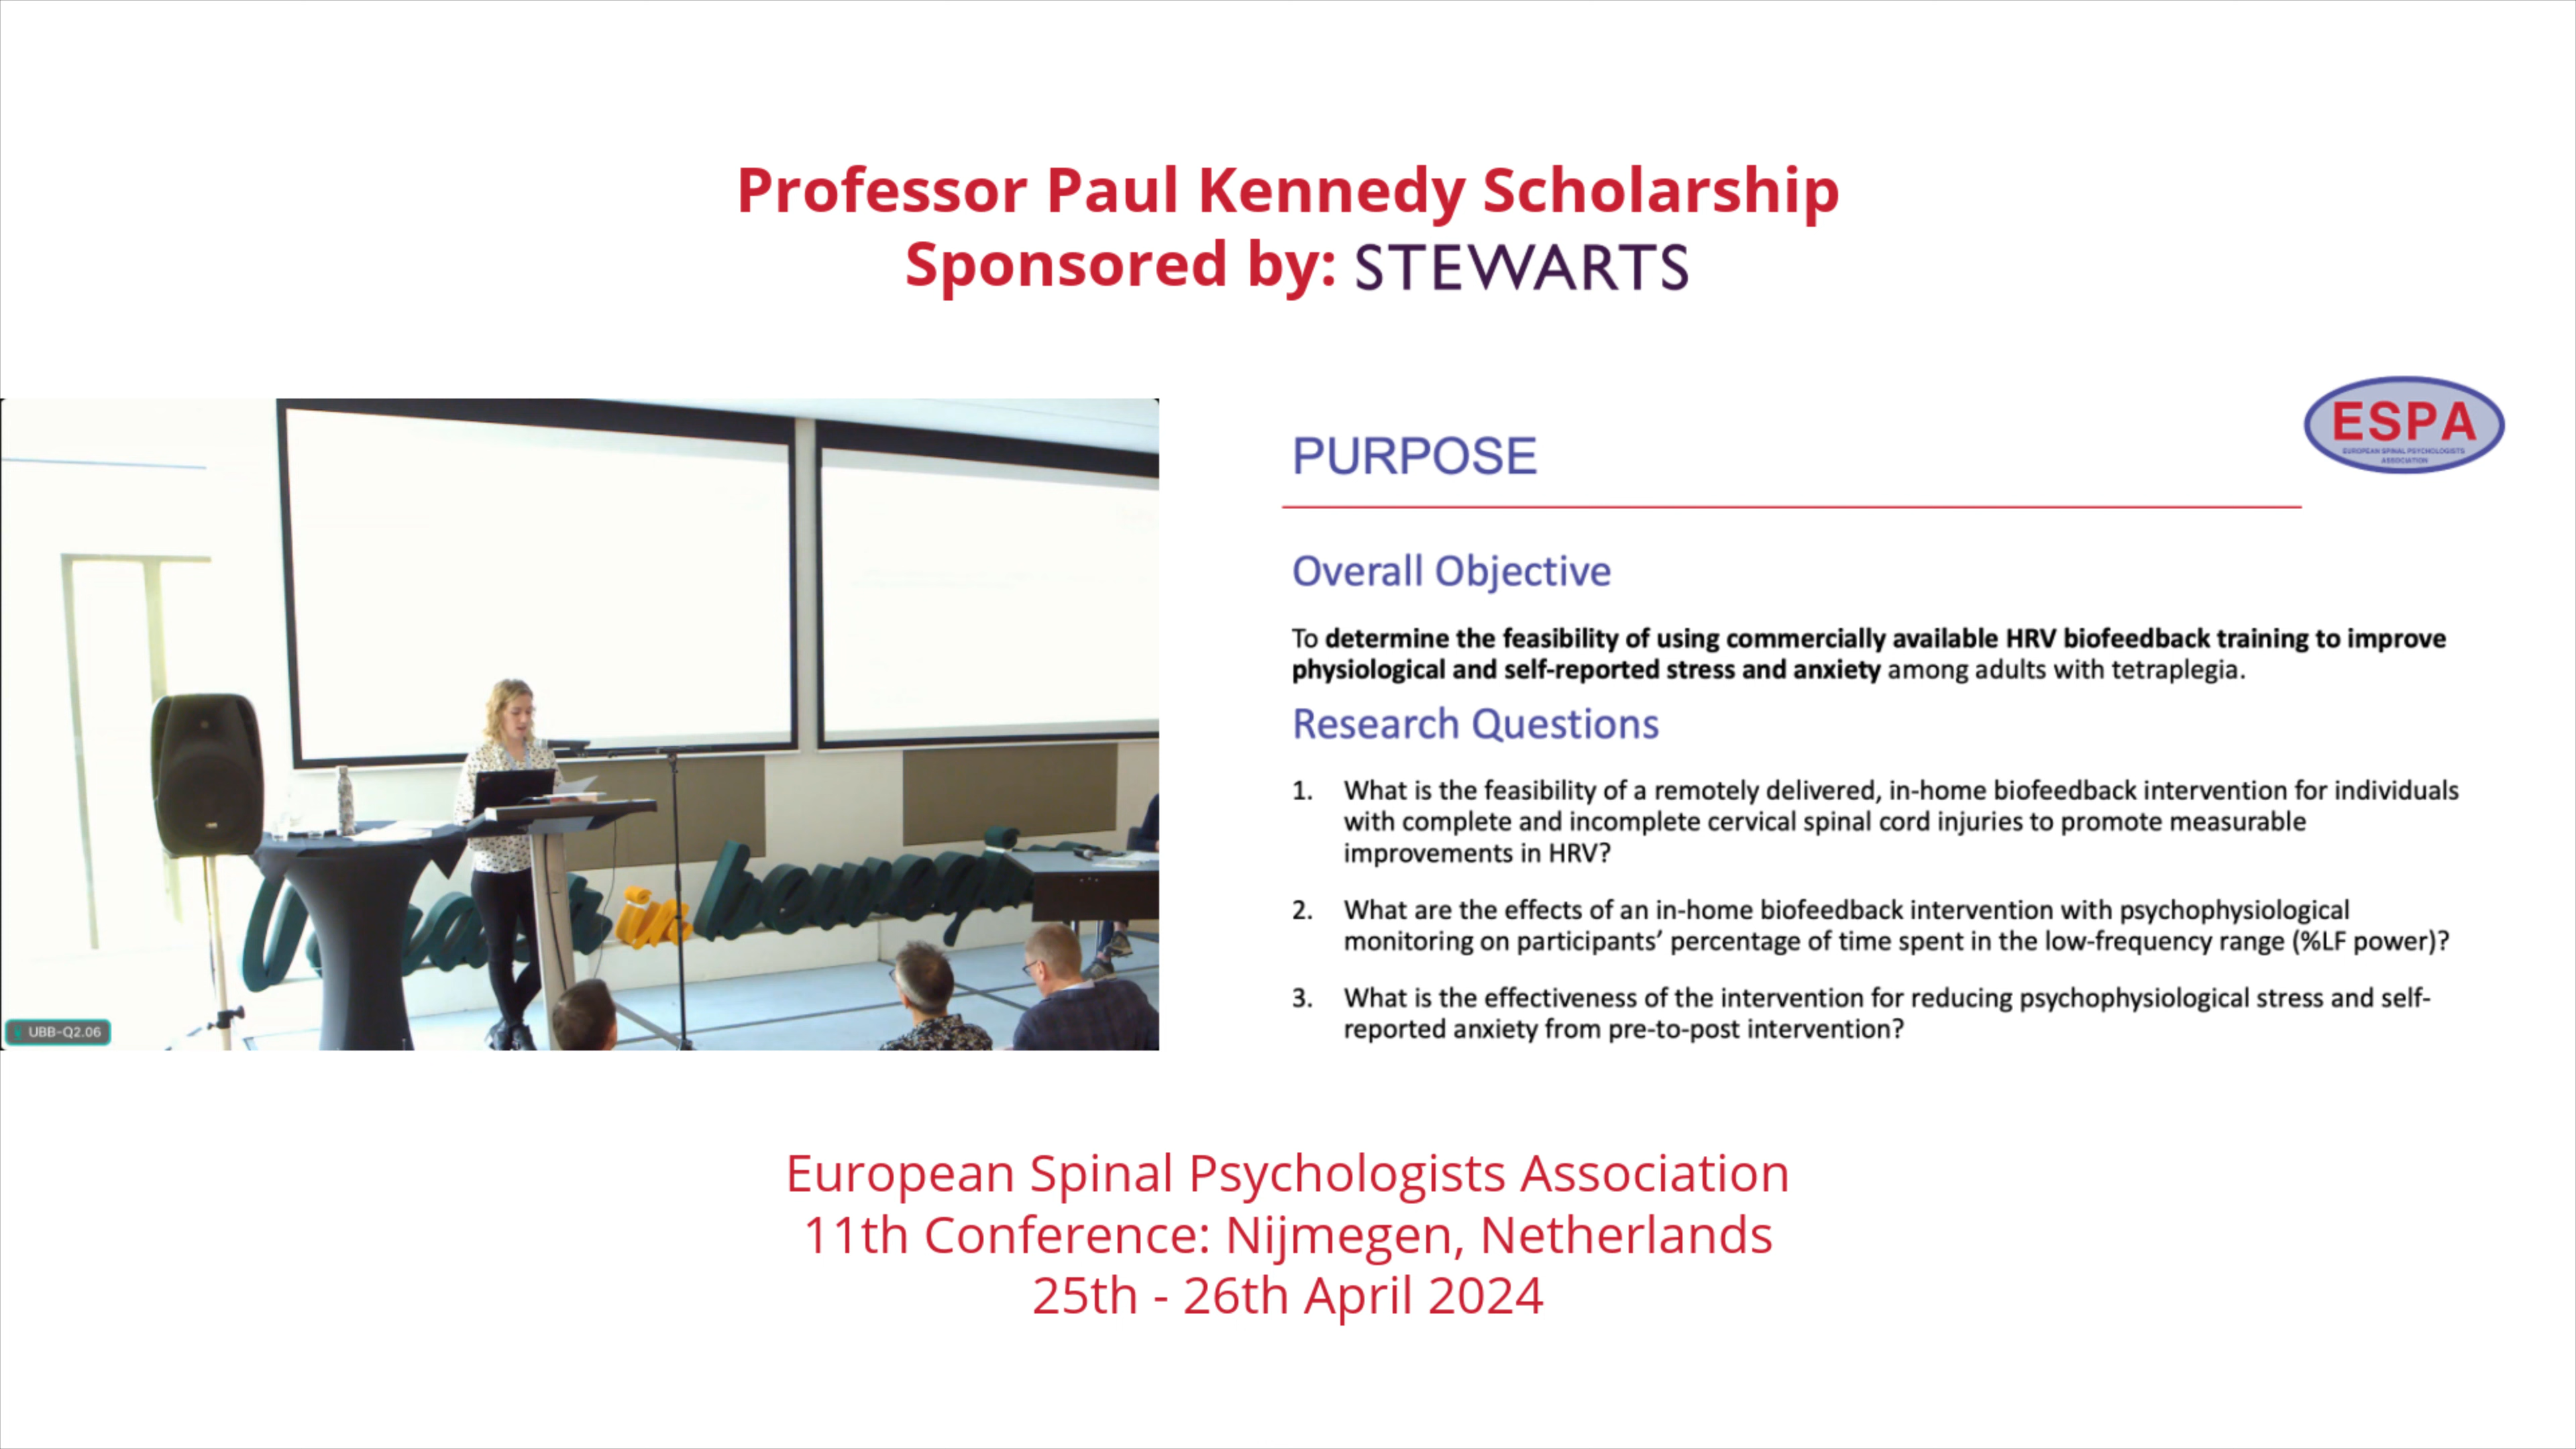 Professor Paul Kennedy Scholarship
Sponsored by: STEWARTS
ESPA
EUROPEAN SPINAL PSYCHOLOGISTS
ASSOCIATION
PURPOSE
Overall Objective
To determine the feasibility of using commercially available HRV biofeedback training to improve
physiological and self-reported stress and anxiety among adults with tetraplegia.
Research Questions
1. What is the feasibility of a remotely delivered, in-home biofeedback intervention for individuals
with complete and incomplete cervical spinal cord injuries to promote measurable
improvements in HRV?
2. What are the effects of an in-home biofeedback intervention with psychophysiological
monitoring on participants’ percentage of time spent in the low-frequency range (%LF power)?
3. What is the effectiveness of the intervention for reducing psychophysiological stress and self-
reported anxiety from pre-to-post intervention?
in
UBB-Q2.06
European Spinal Psychologists Association
11th Conference: Nijmegen, Netherlands
25th - 26th April 2024